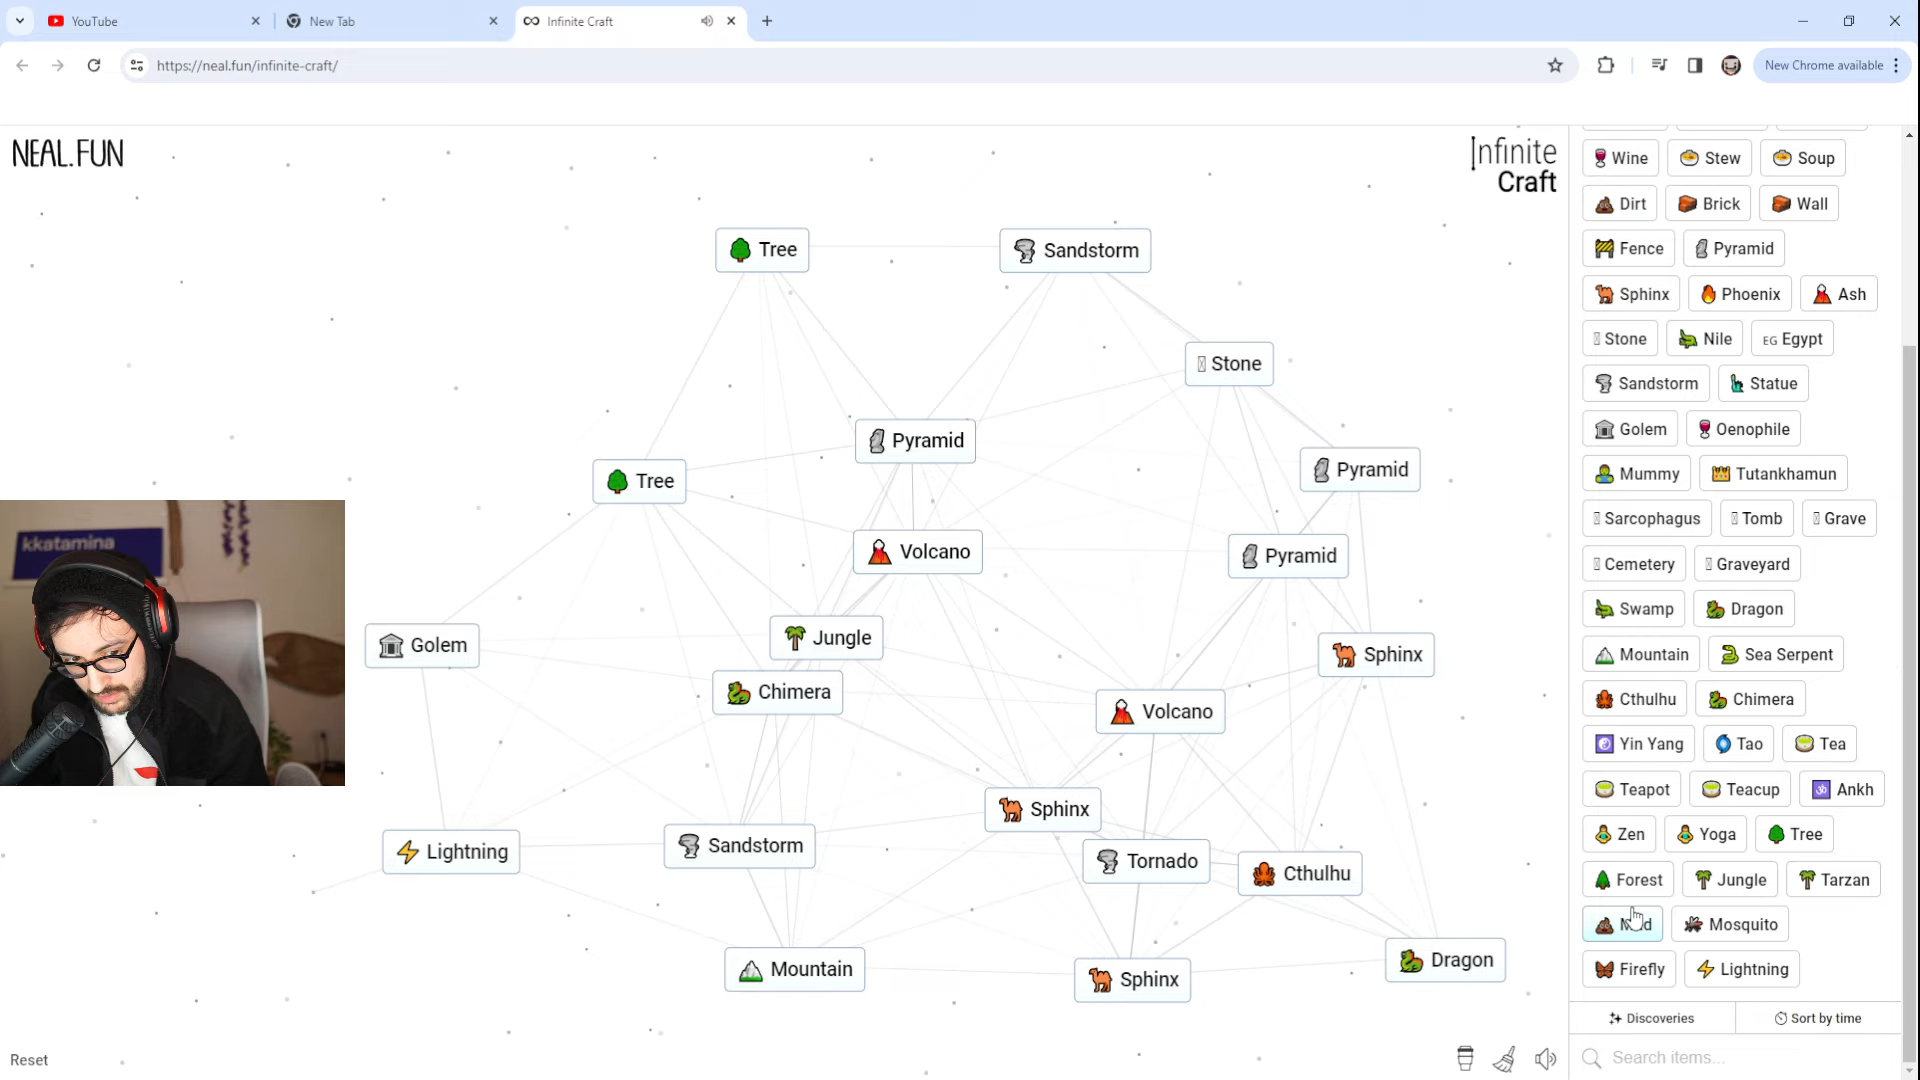 YouTube
New Tab
Infinite Craft
https://neal.fun/infinite-craft/
New Chrome available
NEAL.FUN
Infinite
Craft
Tree
Sandstorm
Stone
Pyramid
Pyramid
Tree
Volcano
Pyramid
Golem
Jungle
Sphinx
Chimera
Volcano
Sphinx
Lightning
Sandstorm
Tornado
Cthulhu
Mountain
Sphinx
Dragon
kkatamina
Reset
Wine Stew Soup
Dirt Brick Wall
Fence Pyramid
Sphinx Phoenix Ash
Stone Nile EG Egypt
Sandstorm Statue
Golem Oenophile
Mummy Tutankhamun
Sarcophagus Tomb Grave
Cemetery Graveyard
Swamp Dragon
Mountain Sea Serpent
Cthulhu Chimera
Yin Yang Tao Tea
Teapot Teacup Ankh
Zen Yoga Tree
Forest Jungle Tarzan
Mosquito
Firefly Lightning
Discoveries Sort by time
Search items...